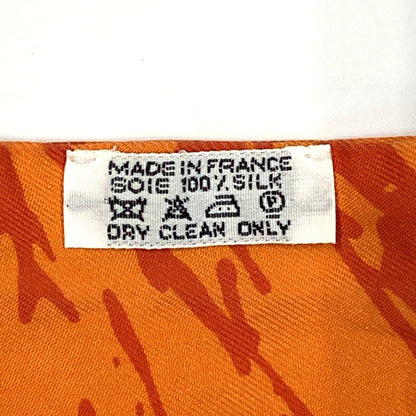 MADE IN FRANCE
SOIE 100% SILK
P
DRY CLEAN ONLY